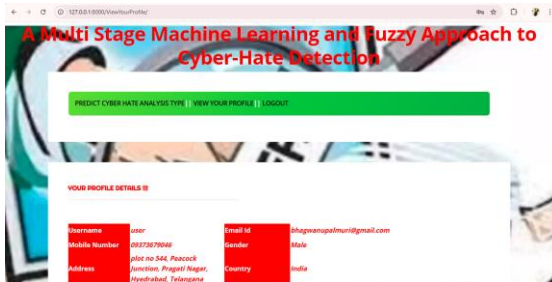 127.0.0.1:8000/ViewYourProfile/
A Multi Stage Machine Learning and Fuzzy Approach to
Cyber-Hate Detection
PREDICT CYBER HATE ANALYSIS TYPE || VIEW YOUR PROFILE || LOGOUT
YOUR PROFILE DETAILS !!!
Username user Email Id bhagwanupalmuri@gmail.com
Mobile Number 09373679046 Gender Male
plot no 544, Peacock
Address Junction, Pragati Nagar, Country India
Hyedrabad, Telangana